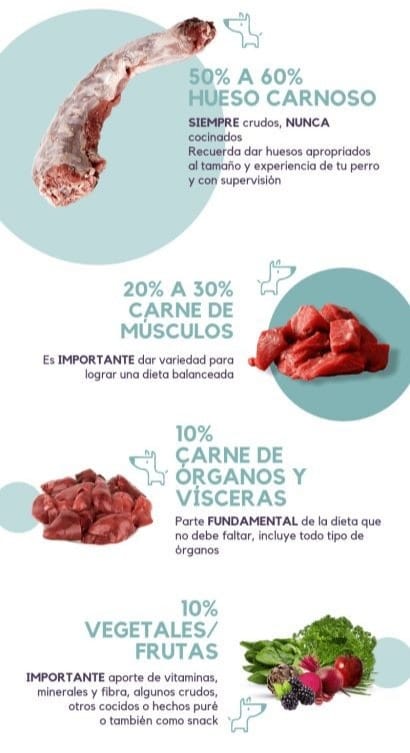 50% A 60%
HUESO CARNOSO
SIEMPRE crudos, NUNCA
cocinados
Recuerda dar huesos apropriados
al tamaño y experiencia de tu perro
y con supervisión
20% A 30%
CARNE DE
MÚSCULOS
Es IMPORTANTE dar variedad para
lograr una dieta balanceada
10%
CARNE DE
ÓRGANOS Y
VÍSCERAS
Parte FUNDAMENTAL de la dieta que
no debe faltar, incluye todo tipo de
órganos
10%
VEGETALES/
FRUTAS
IMPORTANTE aporte de vitaminas,
minerales y fibra, algunos crudos,
otros cocidos o hechos puré
o también como snack